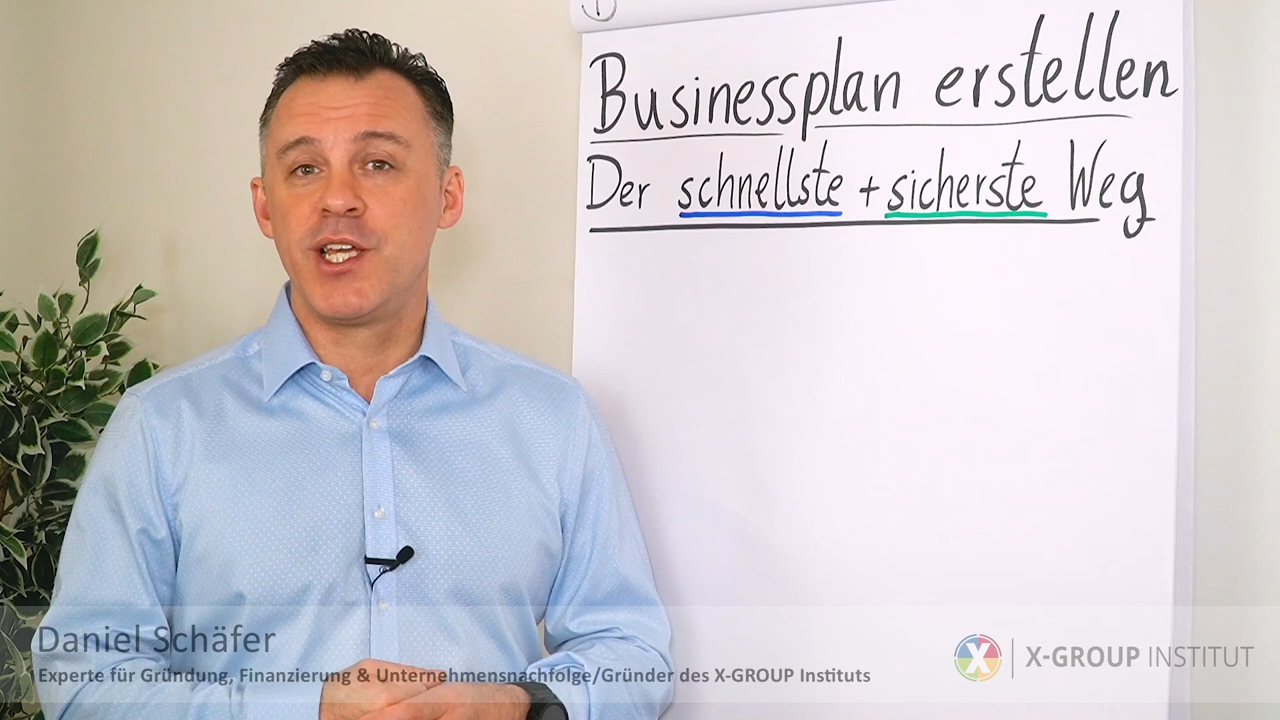 Businessplan erstellen
Der schnellste + sicherste Weg
Daniel Schäfer
Experte für Gründung, Finanzierung & Unternehmensnachfolge/Gründer des X-GROUP Instituts
X | X-GROUP INSTITUT